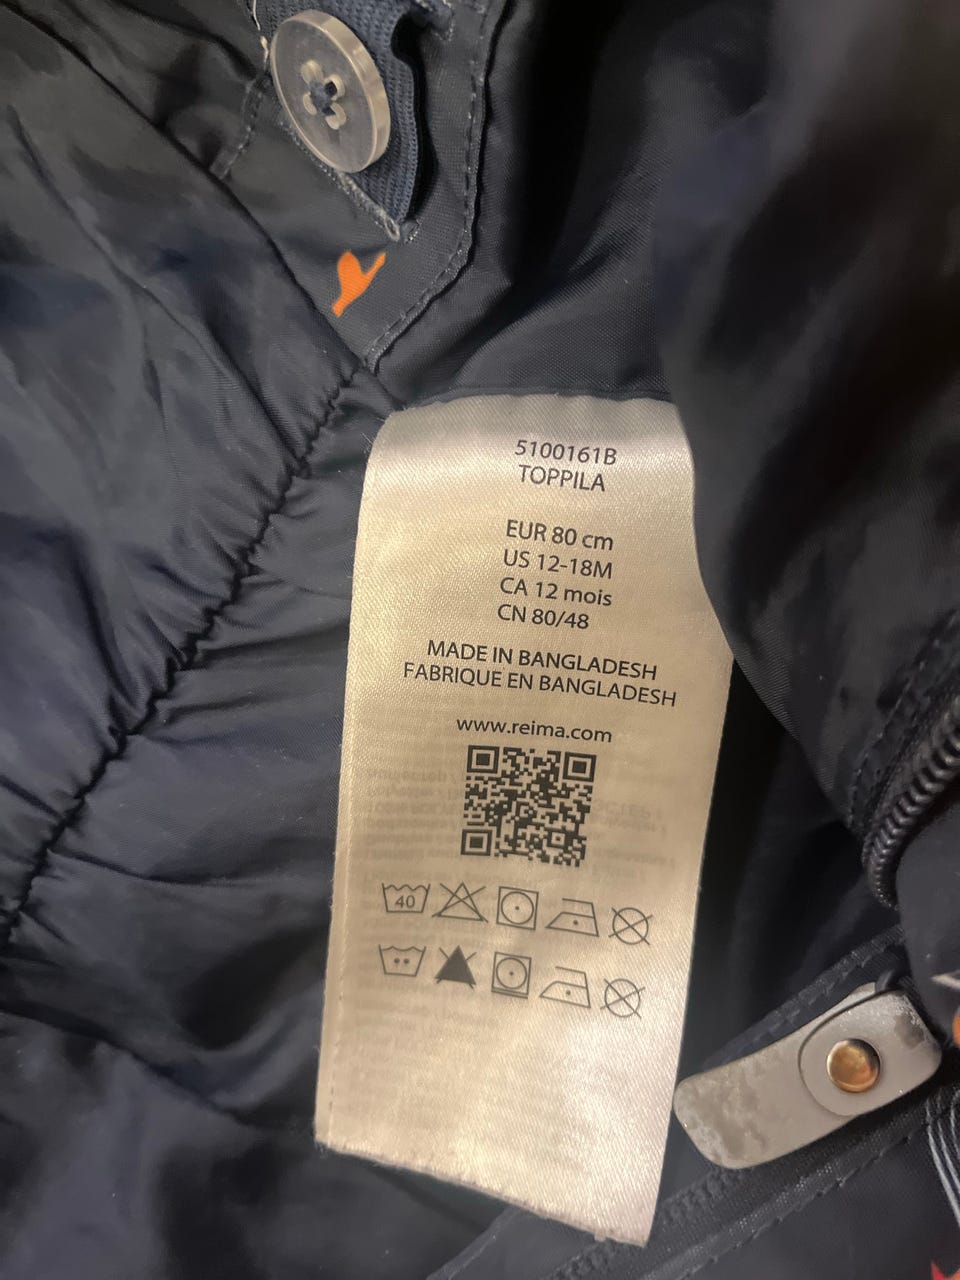 5100161B
TOPPILA
EUR 80 cm
US 12-18M
CA 12 mois
CN 80/48
MADE IN BANGLADESH
FABRIQUE EN BANGLADESH
www.reima.com
40